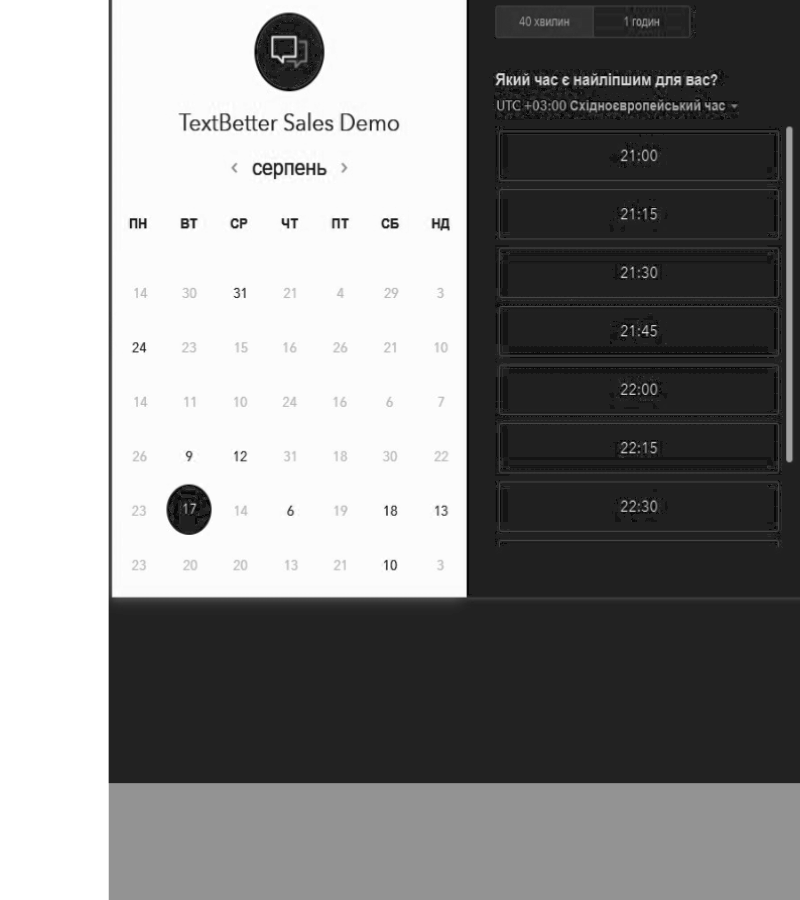 TextBetter Sales Demo
‹ серпень ›
ПН ВТ СР ЧТ ПТ СБ НД
14 30 31 21 4 29 3
24 23 15 16 26 21 10
14 11 10 24 16 6 7
26 9 12 31 18 30 22
23 17 14 6 19 18 13
23 20 20 13 21 10 3
40 хвилин 1 годин
Який час є найліпшим для вас?
UTC +03:00 Східноєвропейський час
21:00
21:15
21:30
21:45
22:00
22:15
22:30